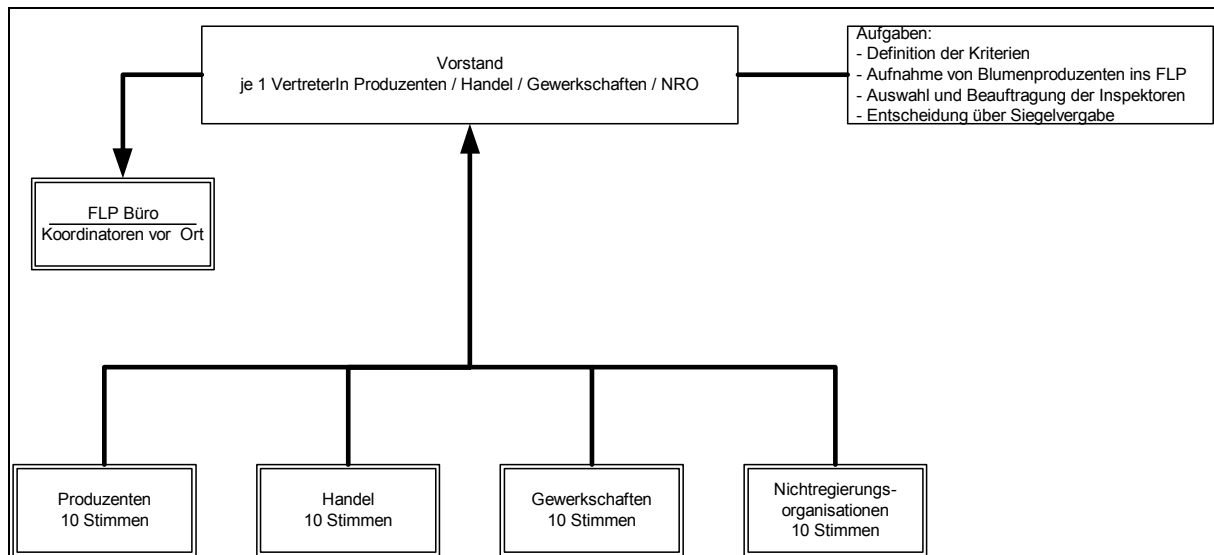 Vorstand
je 1 VertreterIn Produzenten / Handel / Gewerkschaften / NRO
Aufgaben:
- Definition der Kriterien
- Aufnahme von Blumenproduzenten ins FLP
- Auswahl und Beauftragung der Inspektoren
- Entscheidung über Siegelvergabe
FLP Büro
Koordinatoren vor Ort
Produzenten
10 Stimmen
Handel
10 Stimmen
Gewerkschaften
10 Stimmen
Nichtregierungs-
organisationen
10 Stimmen